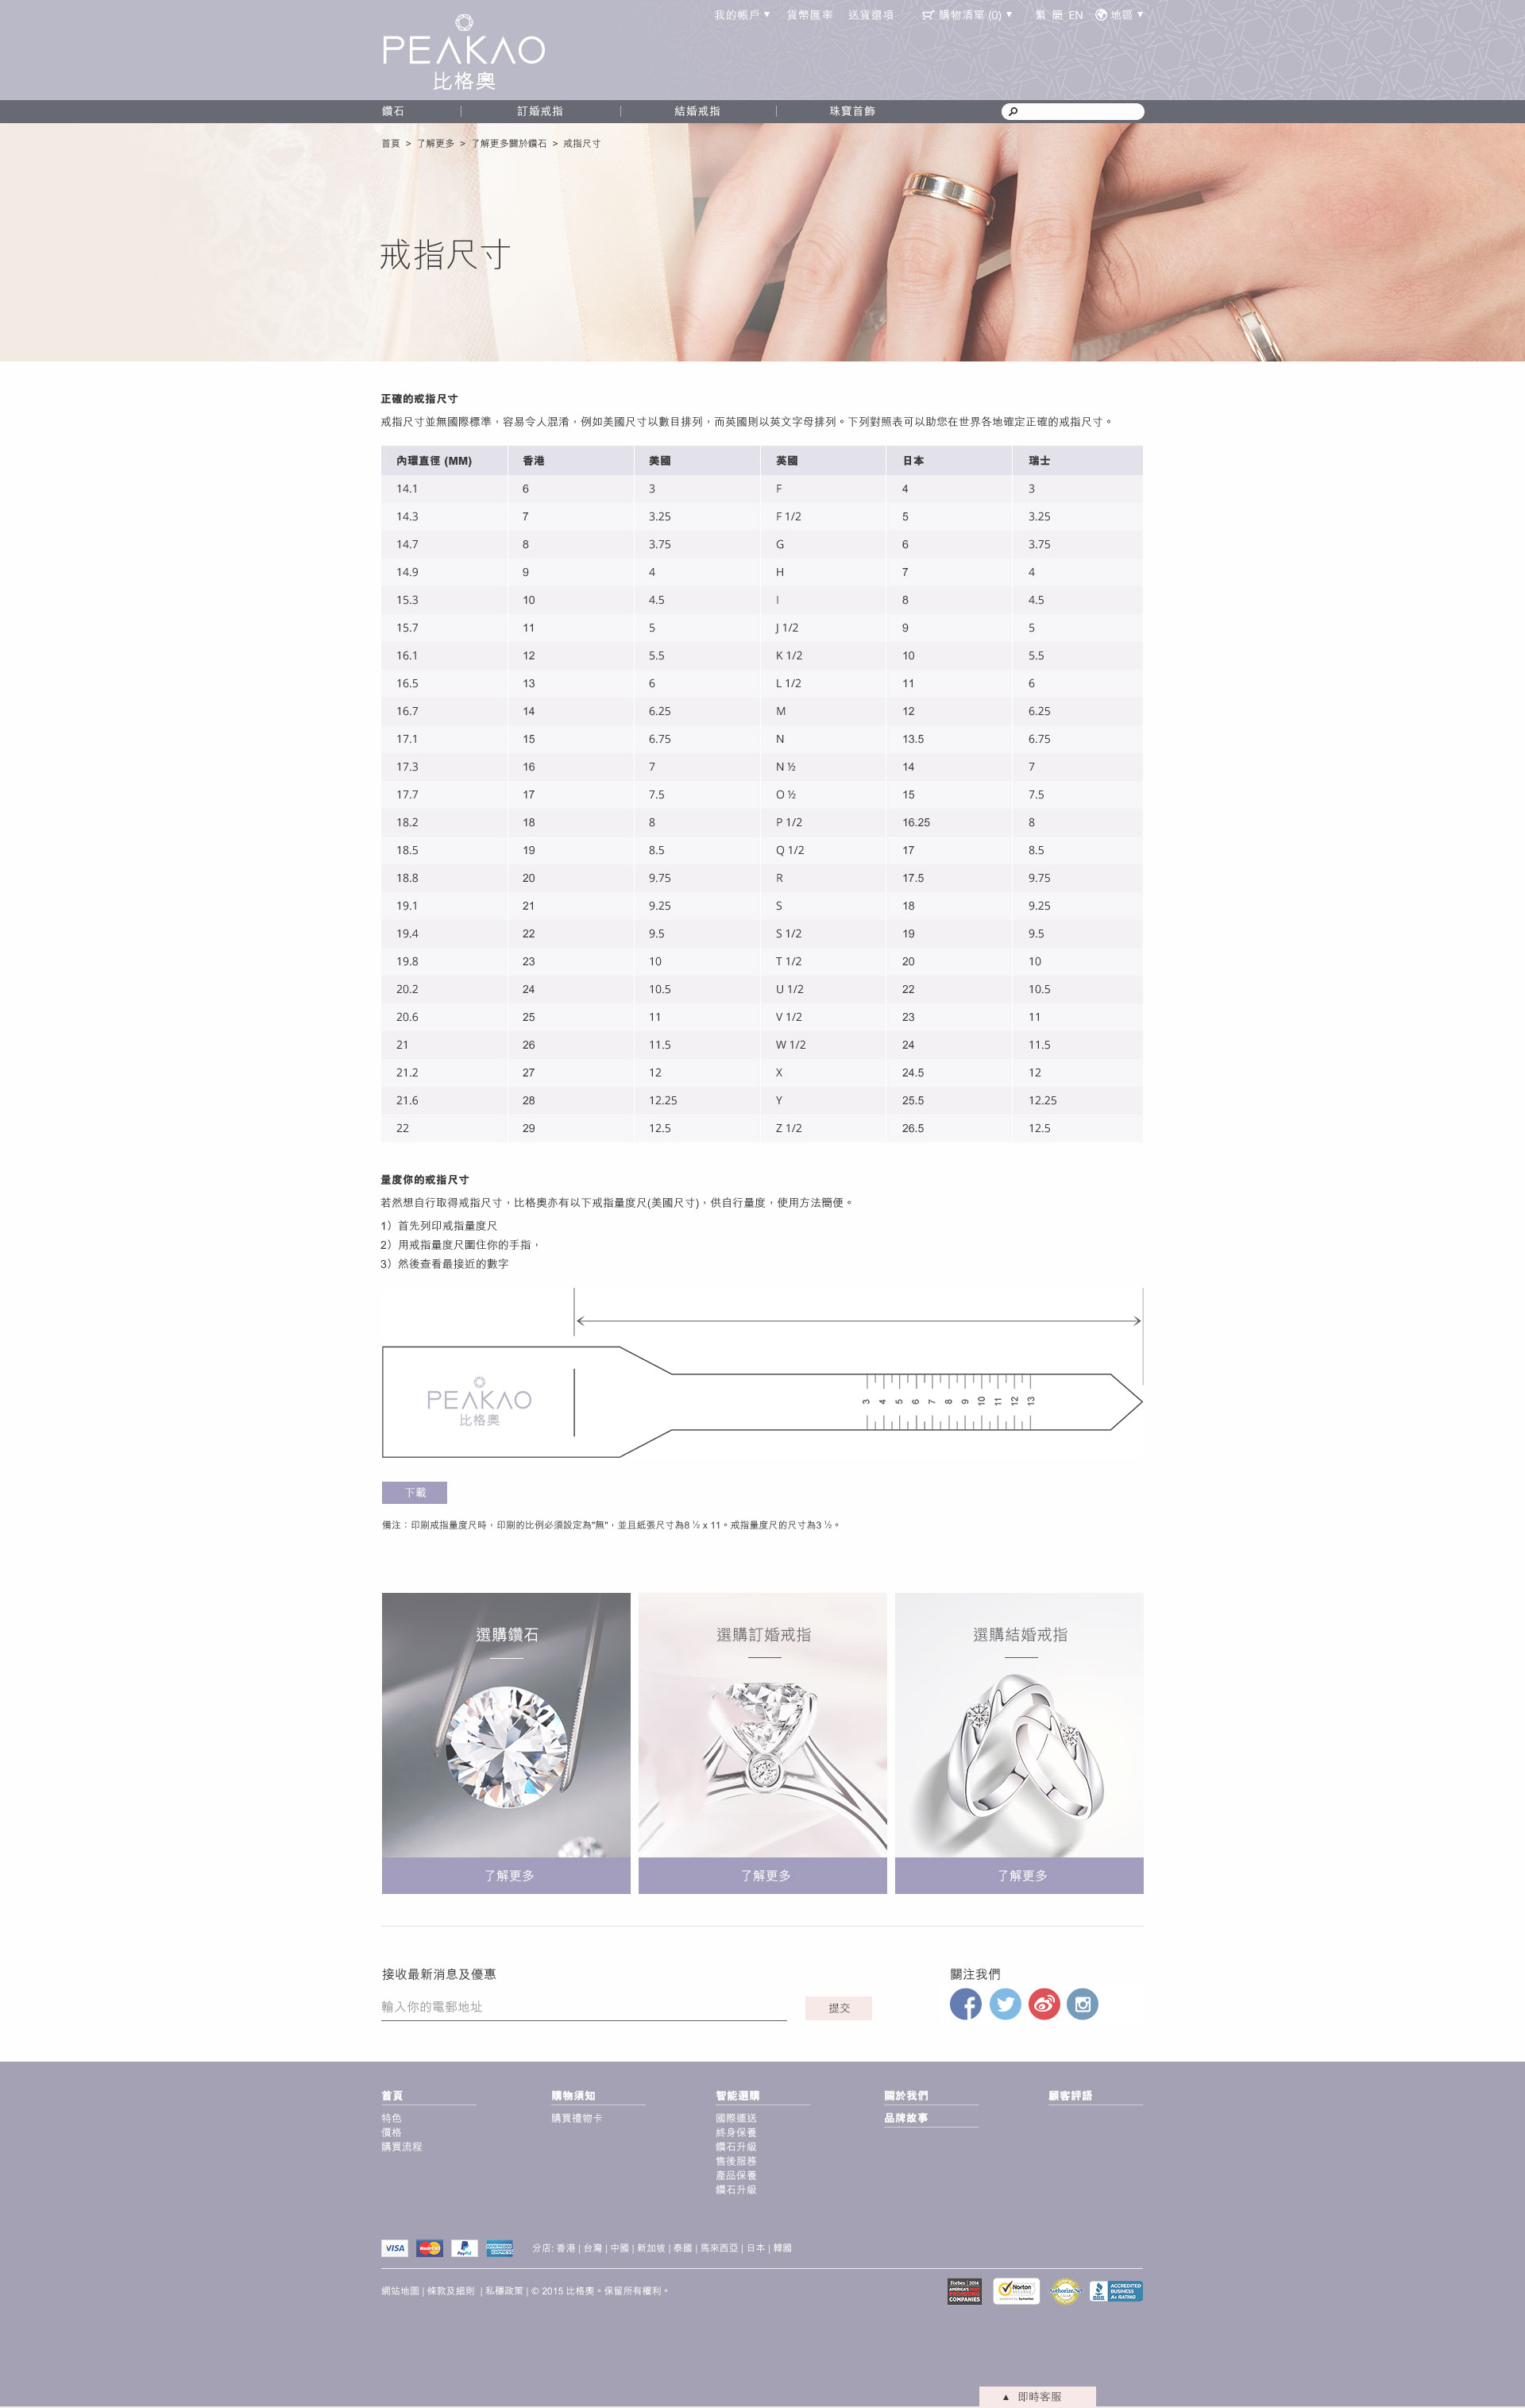 我的帳戶 ▼ 貨幣匯率 送貨選項 購物清單 (0) ▼ 繁 簡 EN 地區 ▼
PEAKAO
比格奧
鑽石 | 訂婚戒指 | 結婚戒指 | 珠寶首飾
首頁 > 了解更多 > 了解更多關於鑽石 > 戒指尺寸
戒指尺寸
正確的戒指尺寸
戒指尺寸並無國際標準，容易令人混淆，例如美國尺寸以數目排列，而英國則以英文字母排列。下列對照表可以助您在世界各地確定正確的戒指尺寸。
內環直徑 (MM) 香港 美國 英國 日本 瑞士
14.1 6 3 F 4 3
14.3 7 3.25 F 1/2 5 3.25
14.7 8 3.75 G 6 3.75
14.9 9 4 H 7 4
15.3 10 4.5 I 8 4.5
15.7 11 5 J 1/2 9 5
16.1 12 5.5 K 1/2 10 5.5
16.5 13 6 L 1/2 11 6
16.7 14 6.25 M 12 6.25
17.1 15 6.75 N 13.5 6.75
17.3 16 7 N ½ 14 7
17.7 17 7.5 O ½ 15 7.5
18.2 18 8 P 1/2 16.25 8
18.5 19 8.5 Q 1/2 17 8.5
18.8 20 9.75 R 17.5 9.75
19.1 21 9.25 S 18 9.25
19.4 22 9.5 S 1/2 19 9.5
19.8 23 10 T 1/2 20 10
20.2 24 10.5 U 1/2 22 10.5
20.6 25 11 V 1/2 23 11
21 26 11.5 W 1/2 24 11.5
21.2 27 12 X 24.5 12
21.6 28 12.25 Y 25.5 12.25
22 29 12.5 Z 1/2 26.5 12.5
量度你的戒指尺寸
若然想自行取得戒指尺寸，比格奧亦有以下戒指量度尺(美國尺寸)，供自行量度，使用方法簡便。
1）首先列印戒指量度尺
2）用戒指量度尺圍住你的手指，
3）然後查看最接近的數字
PEAKAO
比格奧
3 4 5 6 7 8 9 10 11 12 13
下載
備注：印刷戒指量度尺時，印刷的比例必須設定為"無"，並且紙張尺寸為8 ½ x 11。戒指量度尺的尺寸為3 ½。
選購鑽石 選購訂婚戒指 選購結婚戒指
了解更多 了解更多 了解更多
接收最新消息及優惠 關注我們
輸入你的電郵地址 提交
首頁 購物須知 智能選購 關於我們 顧客評語
特色 購買禮物卡 國際運送 品牌故事
價格 終身保養
購買流程 鑽石升級
售後服務
產品保養
鑽石升級
VISA MasterCard PayPal AMERICAN EXPRESS 分店: 香港 | 台灣 | 中國 | 新加坡 | 泰國 | 馬來西亞 | 日本 | 韓國
網站地圖 | 條款及細則 | 私穩政策 | © 2015 比格奧。保留所有權利。
Forbes 2014 AMERICA'S MOST PROMISING COMPANIES
Norton SECURED powered by Symantec
Authorize.Net
BBB ACCREDITED BUSINESS A+ RATING
▲ 即時客服